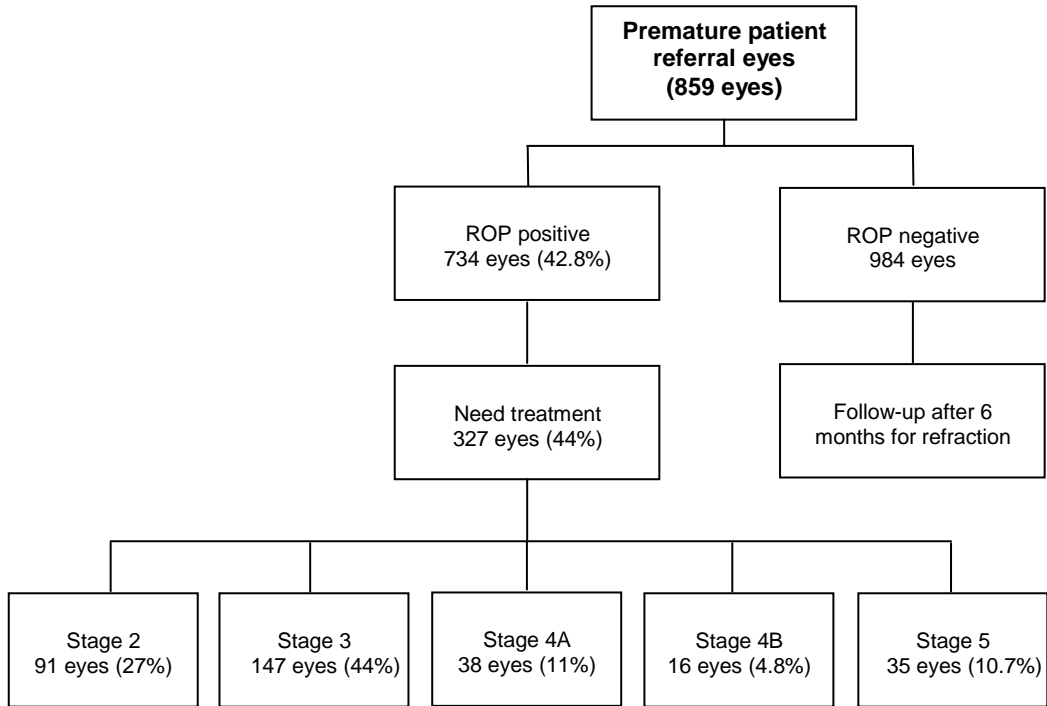 Premature patient
referral eyes
(859 eyes)
ROP positive
734 eyes (42.8%)
ROP negative
984 eyes
Need treatment
327 eyes (44%)
Follow-up after 6
months for refraction
Stage 2
91 eyes (27%)
Stage 3
147 eyes (44%)
Stage 4A
38 eyes (11%)
Stage 4B
16 eyes (4.8%)
Stage 5
35 eyes (10.7%)